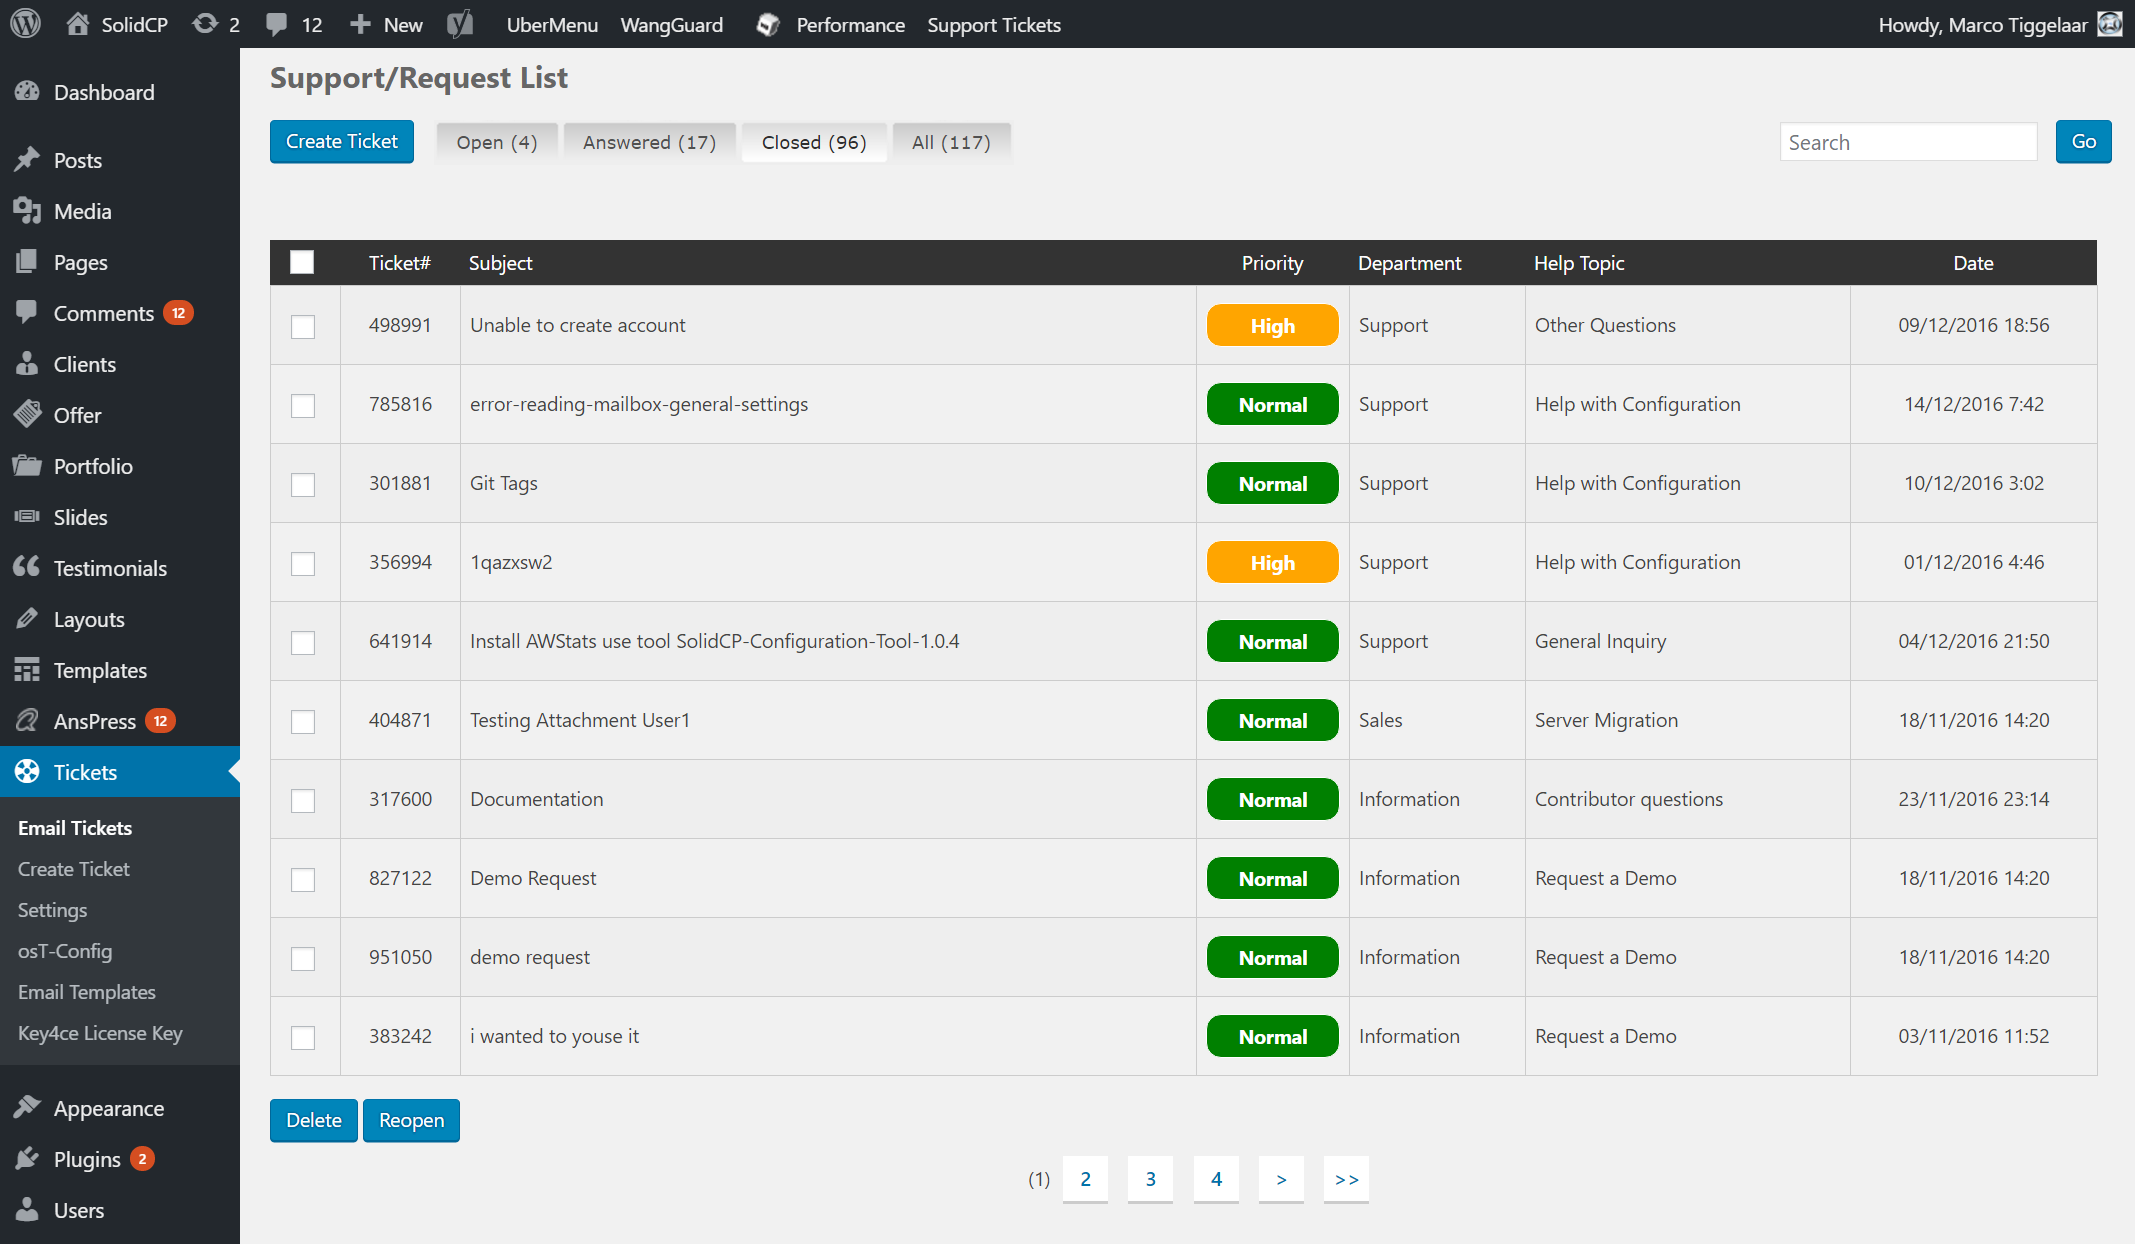 SolidCP 2 12 New UberMenu WangGuard Performance Support Tickets Howdy, Marco Tiggelaar
Dashboard
Posts
Media
Pages
Comments 12
Clients
Offer
Portfolio
Slides
Testimonials
Layouts
Templates
AnsPress 12
Tickets
Email Tickets
Create Ticket
Settings
osT-Config
Email Templates
Key4ce License Key
Appearance
Plugins 2
Users
Support/Request List
Create Ticket Open (4) Answered (17) Closed (96) All (117) Search Go
Ticket# Subject Priority Department Help Topic Date
498991 Unable to create account High Support Other Questions 09/12/2016 18:56
785816 error-reading-mailbox-general-settings Normal Support Help with Configuration 14/12/2016 7:42
301881 Git Tags Normal Support Help with Configuration 10/12/2016 3:02
356994 1qazxsw2 High Support Help with Configuration 01/12/2016 4:46
641914 Install AWStats use tool SolidCP-Configuration-Tool-1.0.4 Normal Support General Inquiry 04/12/2016 21:50
404871 Testing Attachment User1 Normal Sales Server Migration 18/11/2016 14:20
317600 Documentation Normal Information Contributor questions 23/11/2016 23:14
827122 Demo Request Normal Information Request a Demo 18/11/2016 14:20
951050 demo request Normal Information Request a Demo 18/11/2016 14:20
383242 i wanted to youse it Normal Information Request a Demo 03/11/2016 11:52
Delete Reopen
(1) 2 3 4 > >>